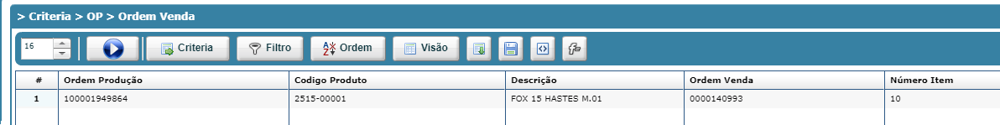 > Criteria > OP > Ordem Venda
16 Criteria Filtro Ordem Visão
# Ordem Produção Codigo Produto Descrição Ordem Venda Número Item
1 100001949864 2515-00001 FOX 15 HASTES M.01 0000140993 10